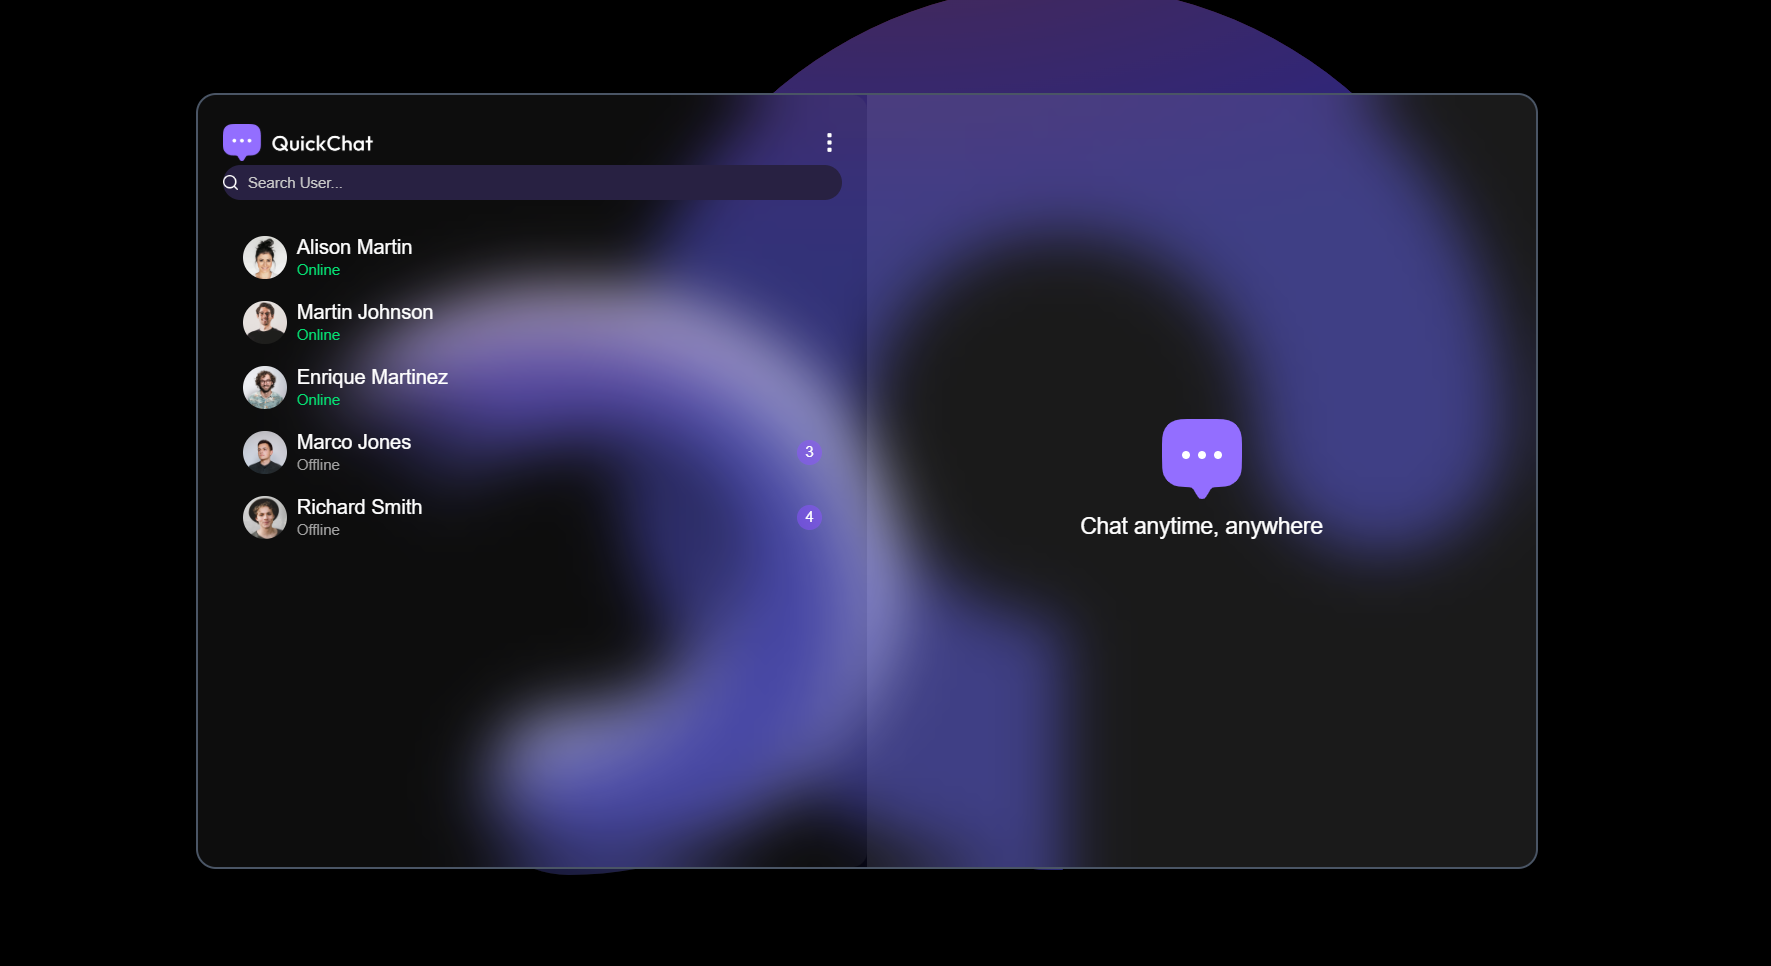 QuickChat
Search User...
Alison Martin
Online
Martin Johnson
Online
Enrique Martinez
Online
Marco Jones
Offline
3
Richard Smith
Offline
4
Chat anytime, anywhere